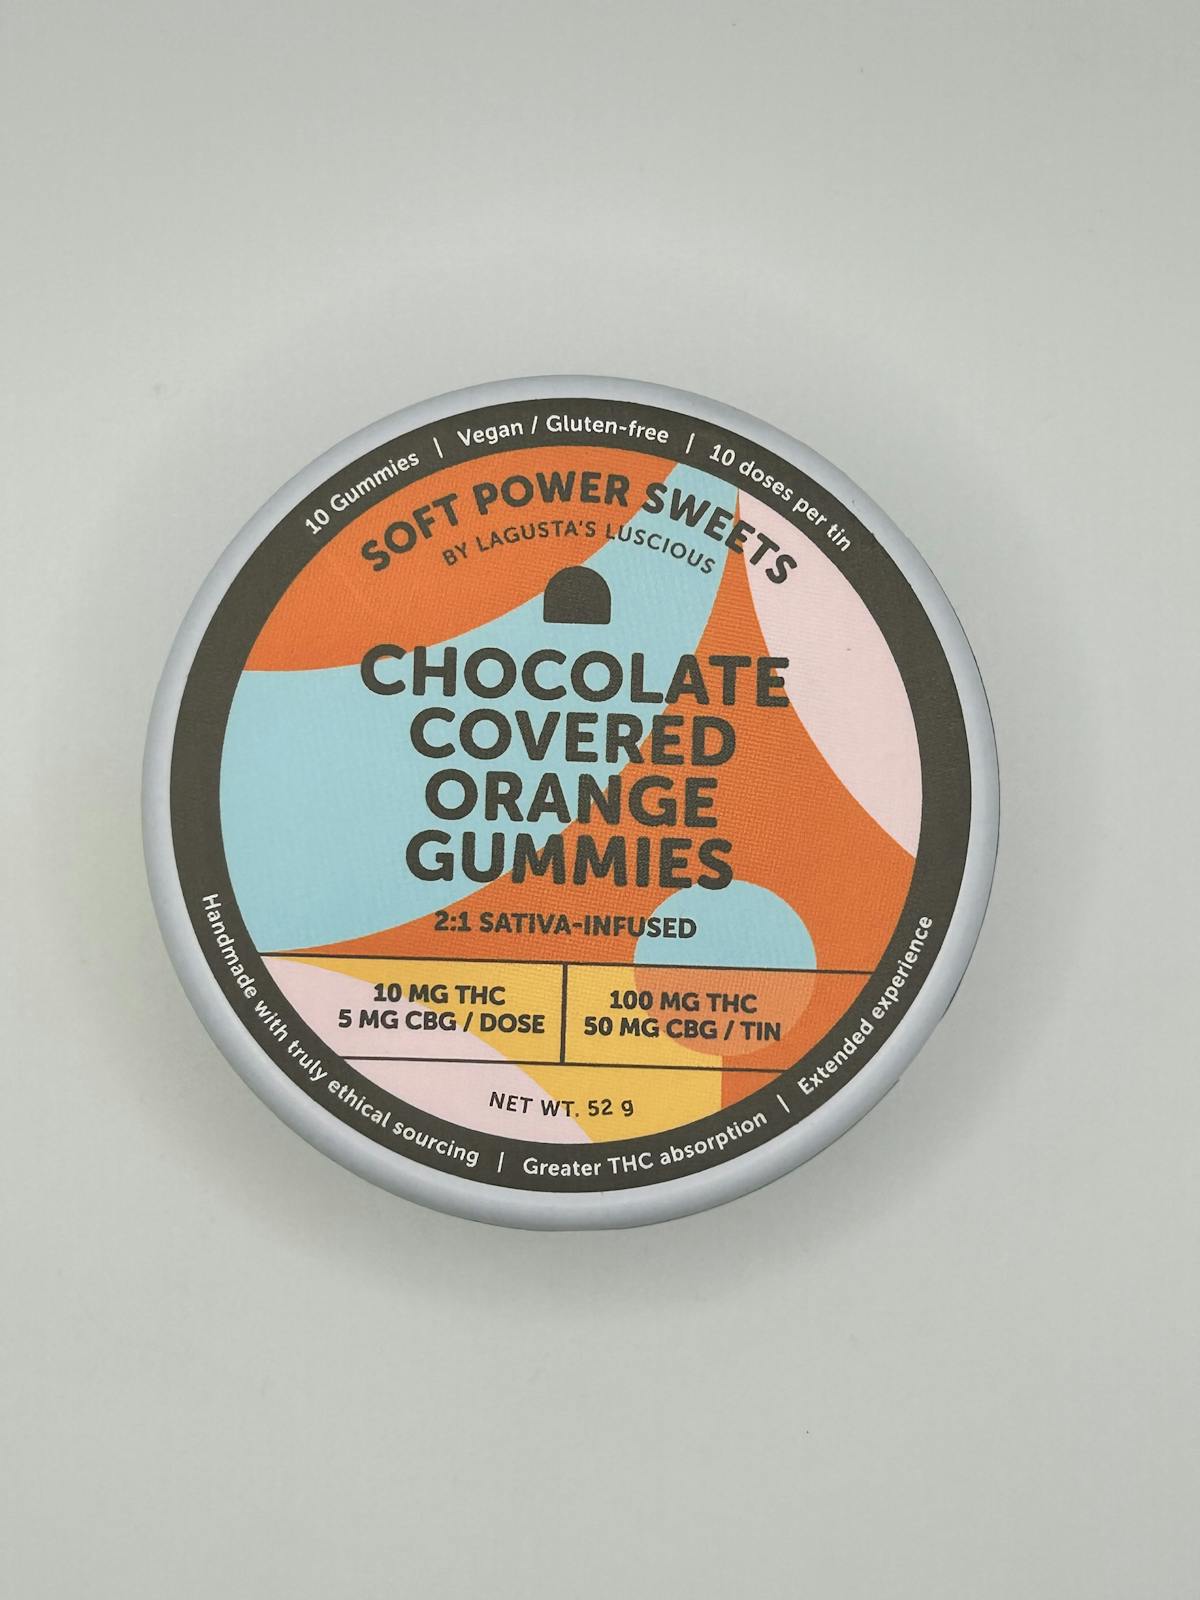 10 Gummies | Vegan / Gluten-free | 10 doses per tin
SOFT POWER SWEETS
BY LAGUSTA'S LUSCIOUS
CHOCOLATE
COVERED
ORANGE
GUMMIES
2:1 SATIVA-INFUSED
10 MG THC
5 MG CBG / DOSE
100 MG THC
50 MG CBG / TIN
NET WT. 52 g
Handmade with truly ethical sourcing | Greater THC absorption | Extended experience